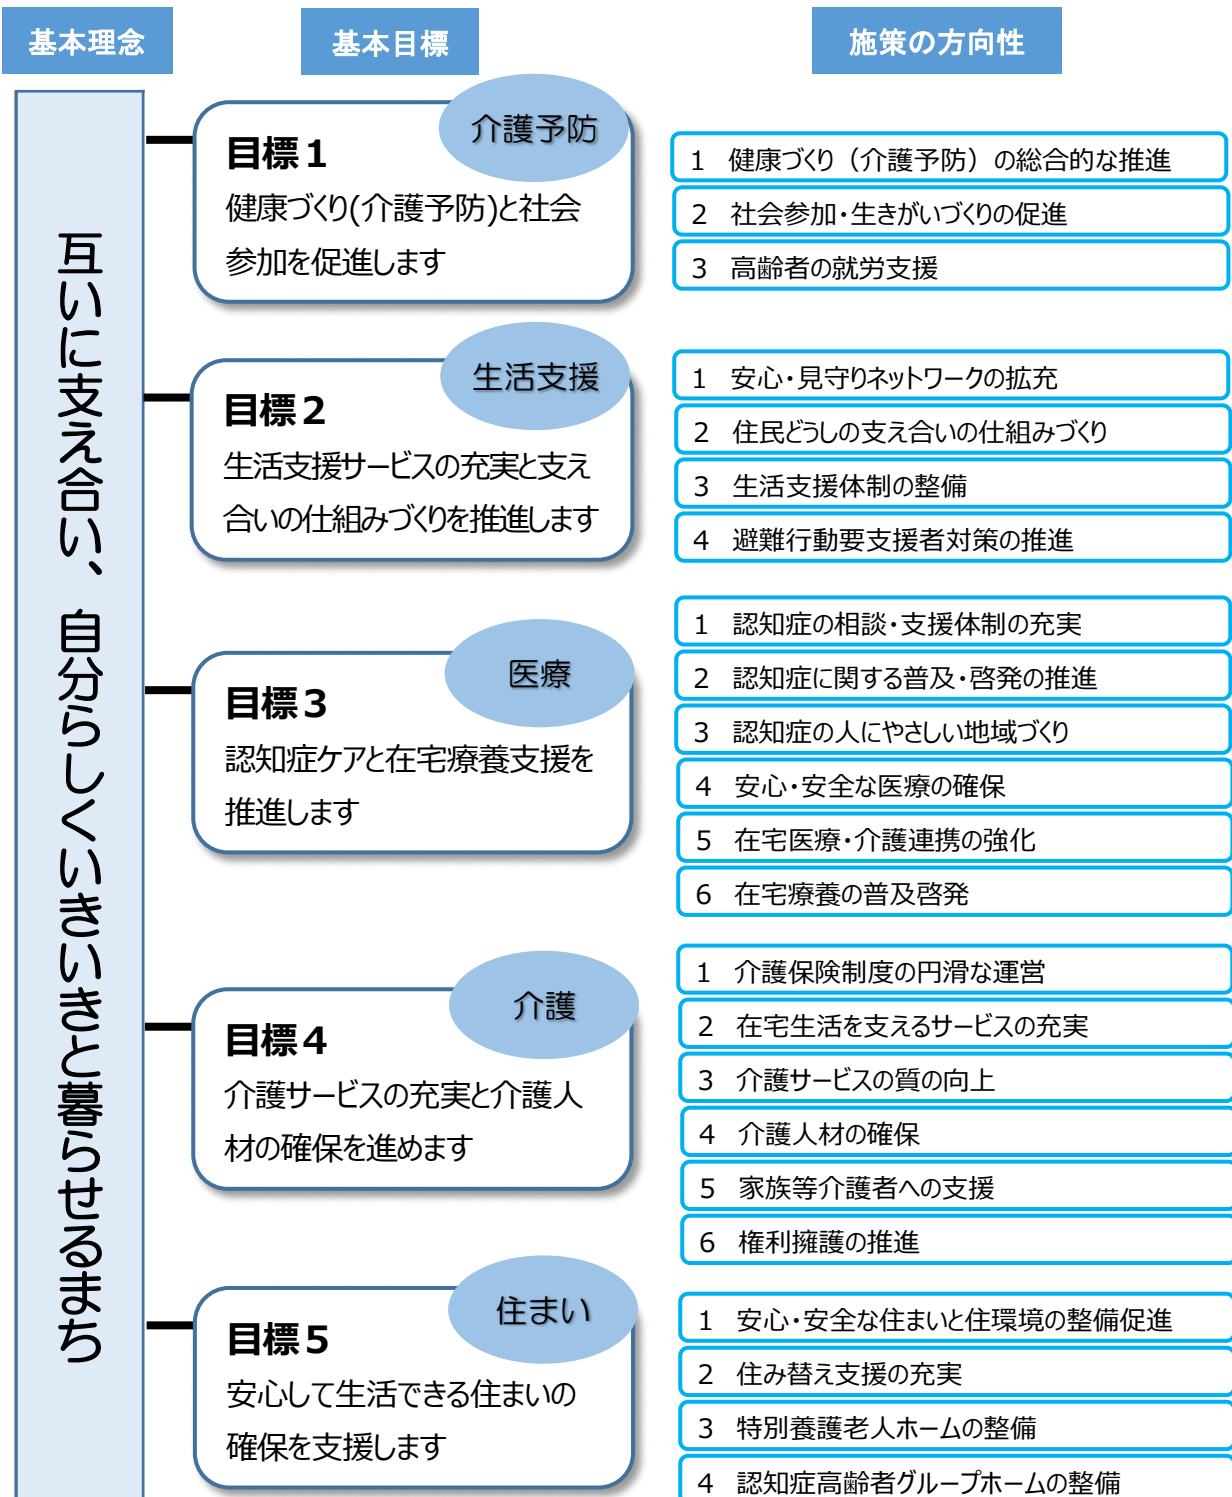 基本理念
基本目標
施策の方向性
互いに支え合い、自分らしくいきいきと暮らせるまち
介護予防
目標１
健康づくり(介護予防)と社会
参加を促進します
1 健康づくり（介護予防）の総合的な推進
2 社会参加・生きがいづくりの促進
3 高齢者の就労支援
生活支援
目標２
生活支援サービスの充実と支え
合いの仕組みづくりを推進します
1 安心・見守りネットワークの拡充
2 住民どうしの支え合いの仕組みづくり
3 生活支援体制の整備
4 避難行動要支援者対策の推進
医療
目標３
認知症ケアと在宅療養支援を
推進します
1 認知症の相談・支援体制の充実
2 認知症に関する普及・啓発の推進
3 認知症の人にやさしい地域づくり
4 安心・安全な医療の確保
5 在宅医療・介護連携の強化
6 在宅療養の普及啓発
介護
目標４
介護サービスの充実と介護人
材の確保を進めます
1 介護保険制度の円滑な運営
2 在宅生活を支えるサービスの充実
3 介護サービスの質の向上
4 介護人材の確保
5 家族等介護者への支援
6 権利擁護の推進
住まい
目標５
安心して生活できる住まいの
確保を支援します
1 安心・安全な住まいと住環境の整備促進
2 住み替え支援の充実
3 特別養護老人ホームの整備
4 認知症高齢者グループホームの整備